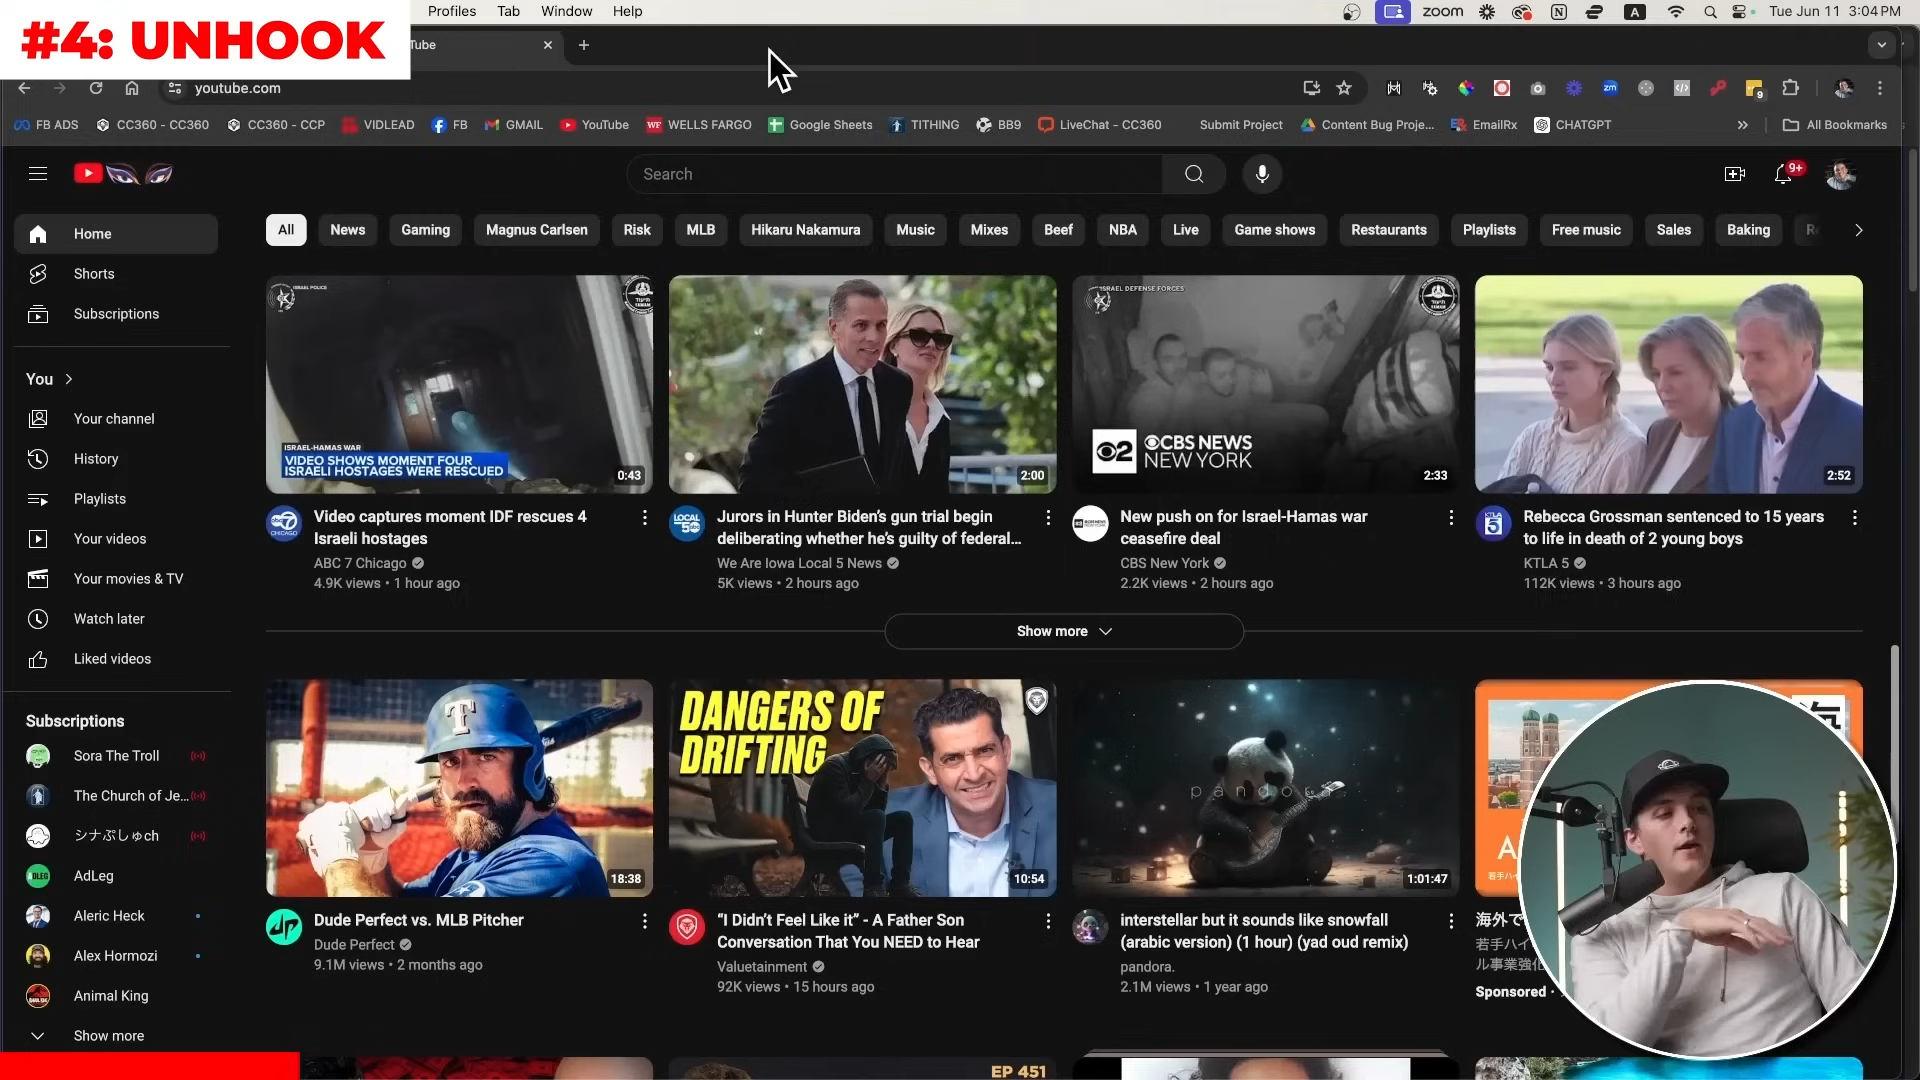 #4: UNHOOK
Profiles Tab Window Help
zoom
A
Tue Jun 11 3:04 PM
Tube
youtube.com
zm
9
FB ADS
CC360 - CC360
CC360 - CCP
VIDLEAD
FB
GMAIL
YouTube
WF WELLS FARGO
Google Sheets
TITHING
BB9
LiveChat - CC360
Submit Project
Content Bug Proje...
EmailRx
CHATGPT
All Bookmarks
Search
9+
Home
Shorts
Subscriptions
You
Your channel
History
Playlists
Your videos
Your movies & TV
Watch later
Liked videos
Subscriptions
Sora The Troll
The Church of Je...
シナぷしゅch
AdLeg
Aleric Heck
Alex Hormozi
Animal King
Show more
All
News
Gaming
Magnus Carlsen
Risk
MLB
Hikaru Nakamura
Music
Mixes
Beef
NBA
Live
Game shows
Restaurants
Playlists
Free music
Sales
Baking
ISRAEL POLICE
ISRAEL-HAMAS WAR
VIDEO SHOWS MOMENT FOUR
ISRAELI HOSTAGES WERE RESCUED
0:43
2:00
ISRAEL DEFENSE FORCES
2 CBS NEWS
NEW YORK
2:33
2:52
Video captures moment IDF rescues 4
Israeli hostages
ABC 7 Chicago
4.9K views • 1 hour ago
LOCAL
5
Jurors in Hunter Biden's gun trial begin
deliberating whether he's guilty of federal...
We Are Iowa Local 5 News
5K views • 2 hours ago
New push on for Israel-Hamas war
ceasefire deal
CBS New York
2.2K views • 2 hours ago
KTLA
5
Rebecca Grossman sentenced to 15 years
to life in death of 2 young boys
KTLA 5
112K views • 3 hours ago
Show more
T
18:38
DANGERS OF
DRIFTING
10:54
pandora.
1:01:47
A
Dude Perfect vs. MLB Pitcher
Dude Perfect
9.1M views • 2 months ago
“I Didn't Feel Like it” - A Father Son
Conversation That You NEED to Hear
Valuetainment
92K views • 15 hours ago
interstellar but it sounds like snowfall
(arabic version) (1 hour) (yad oud remix)
pandora.
2.1M views • 1 year ago
海外で
若手ハイ
ル事業強化
Sponsored •
EP 451